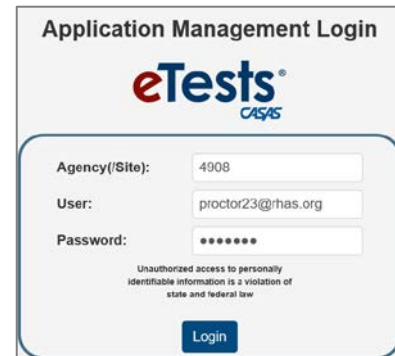 Application Management Login
eTests®
CASAS
Agency(/Site): 4908
User: proctor23@rhas.org
Password: •••••••
Unauthorized access to personally
identifiable information is a violation of
state and federal law
Login